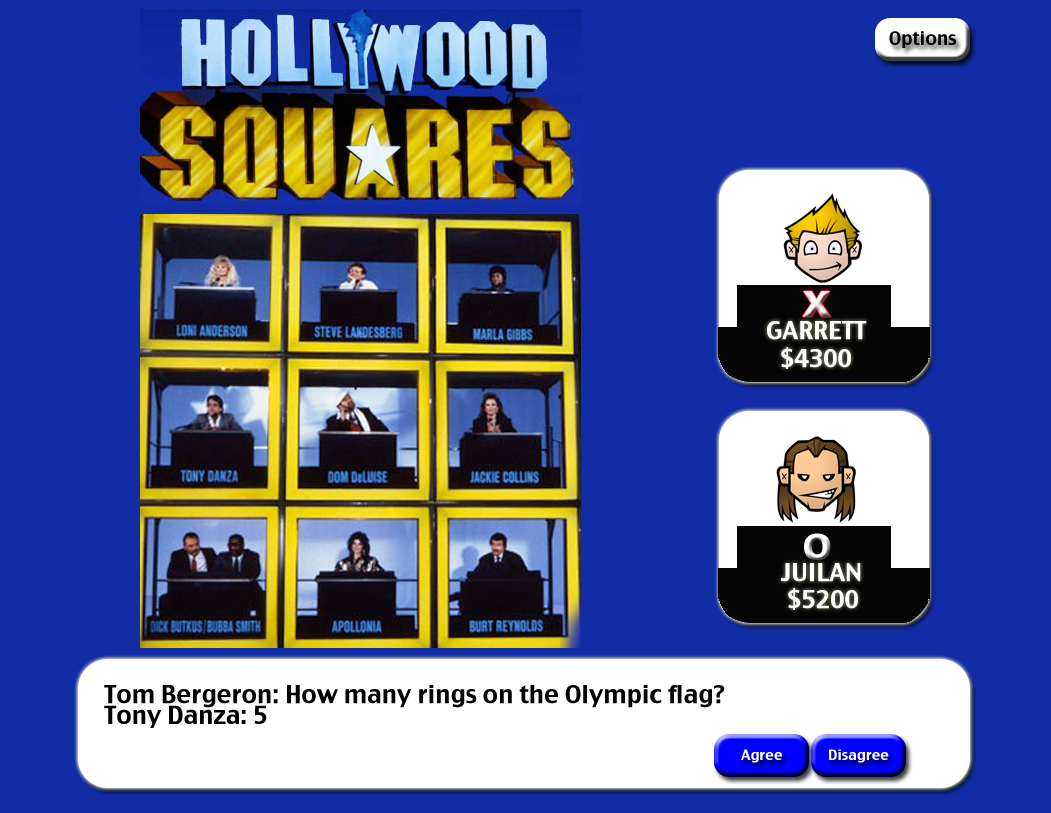 HOLLYWOOD
SQUARES
Options
LONI ANDERSON
STEVE LANDESBERG
MARLA GIBBS
TONY DANZA
DOM DeLUISE
JACKIE COLLINS
DICK BUTKUS/BUBBA SMITH
APOLLONIA
BURT REYNOLDS
X
GARRETT
$4300
O
JUILAN
$5200
Tom Bergeron: How many rings on the Olympic flag?
Tony Danza: 5
Agree
Disagree